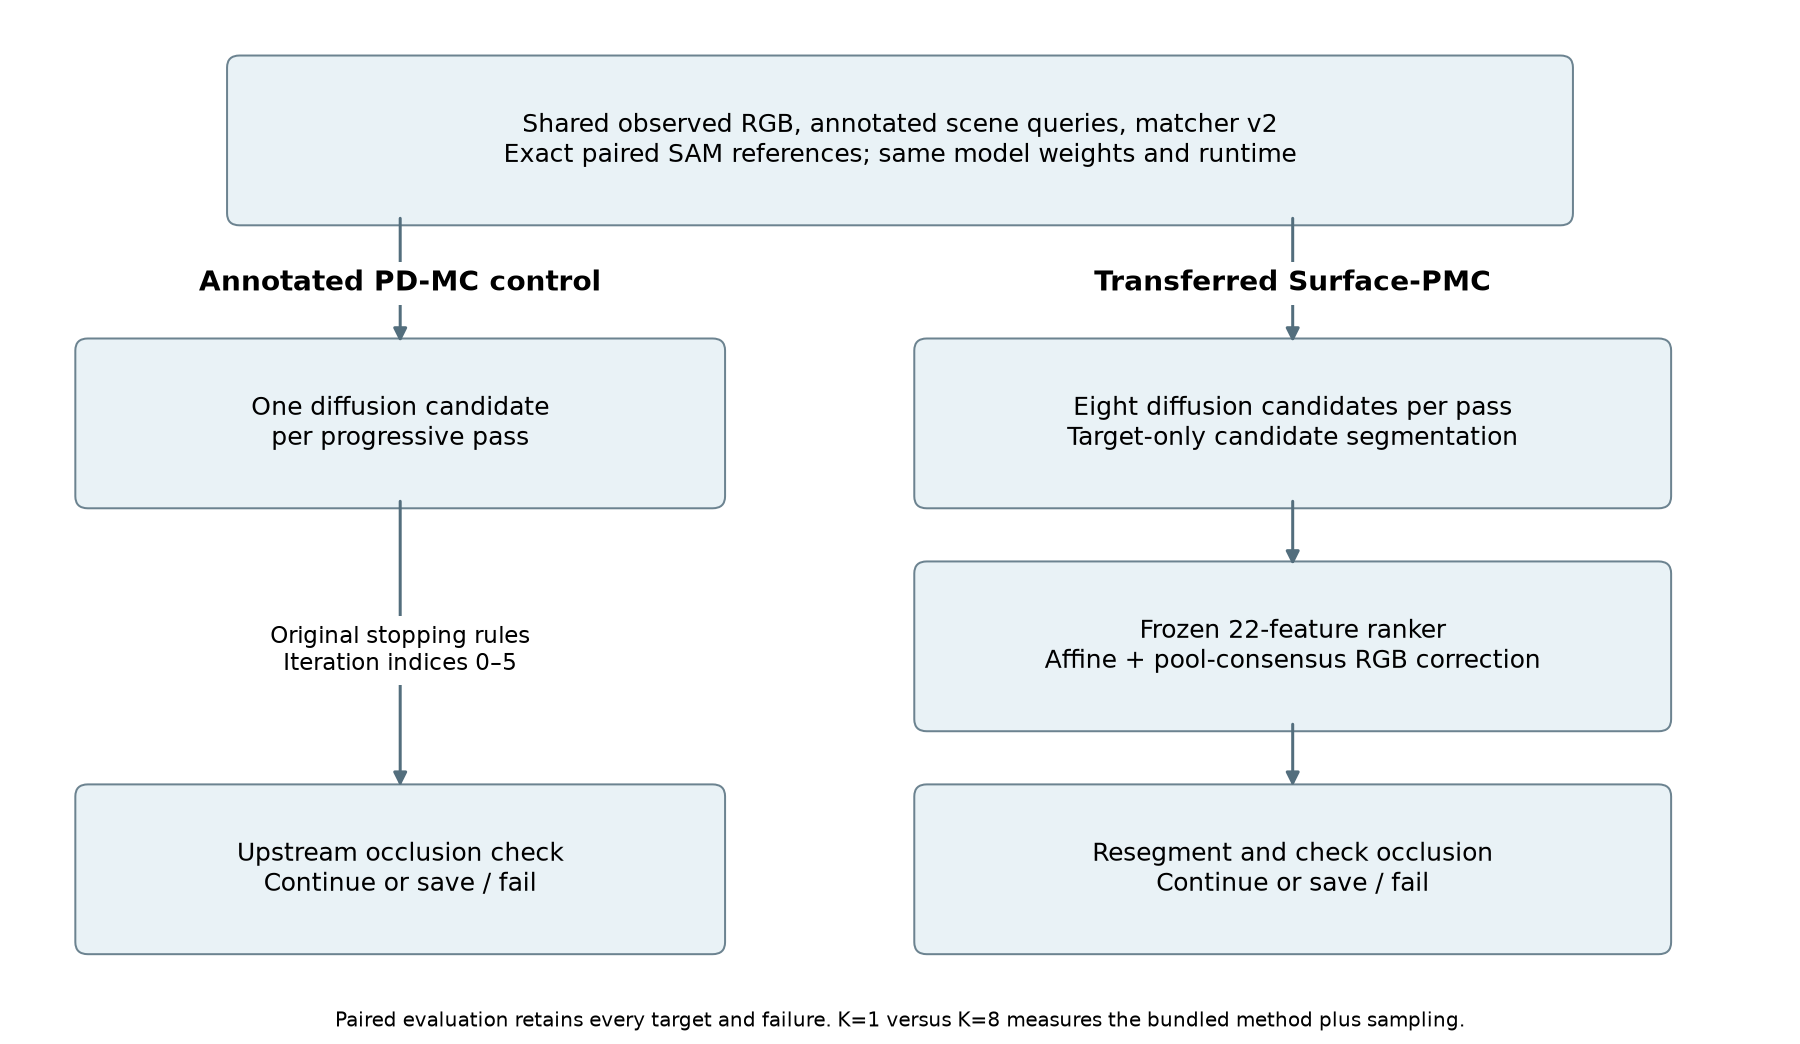 Shared observed RGB, annotated scene queries, matcher v2
Exact paired SAM references; same model weights and runtime
Annotated PD-MC control
Transferred Surface-PMC
One diffusion candidate
per progressive pass
Eight diffusion candidates per pass
Target-only candidate segmentation
Original stopping rules
Iteration indices 0–5
Frozen 22-feature ranker
Affine + pool-consensus RGB correction
Upstream occlusion check
Continue or save / fail
Resegment and check occlusion
Continue or save / fail
Paired evaluation retains every target and failure. K=1 versus K=8 measures the bundled method plus sampling.